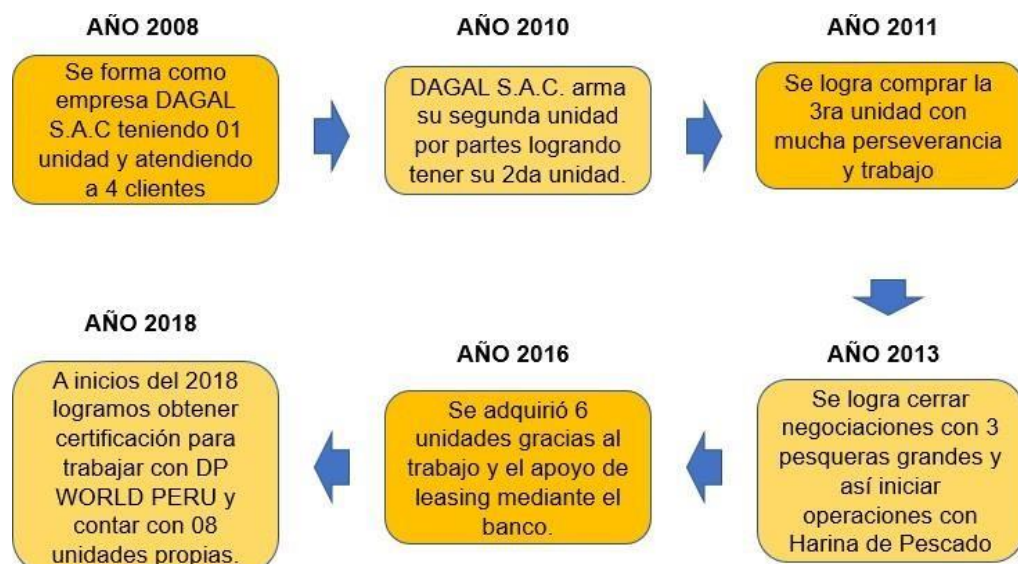 AÑO 2008
Se forma como
empresa DAGAL
S.A.C teniendo 01
unidad y atendiendo
a 4 clientes
AÑO 2010
DAGAL S.A.C. arma
su segunda unidad
por partes logrando
tener su 2da unidad.
AÑO 2011
Se logra comprar la
3ra unidad con
mucha perseverancia
y trabajo
AÑO 2013
Se logra cerrar
negociaciones con 3
pesqueras grandes y
así iniciar
operaciones con
Harina de Pescado
AÑO 2016
Se adquirió 6
unidades gracias al
trabajo y el apoyo de
leasing mediante el
banco.
AÑO 2018
A inicios del 2018
logramos obtener
certificación para
trabajar con DP
WORLD PERU y
contar con 08
unidades propias.